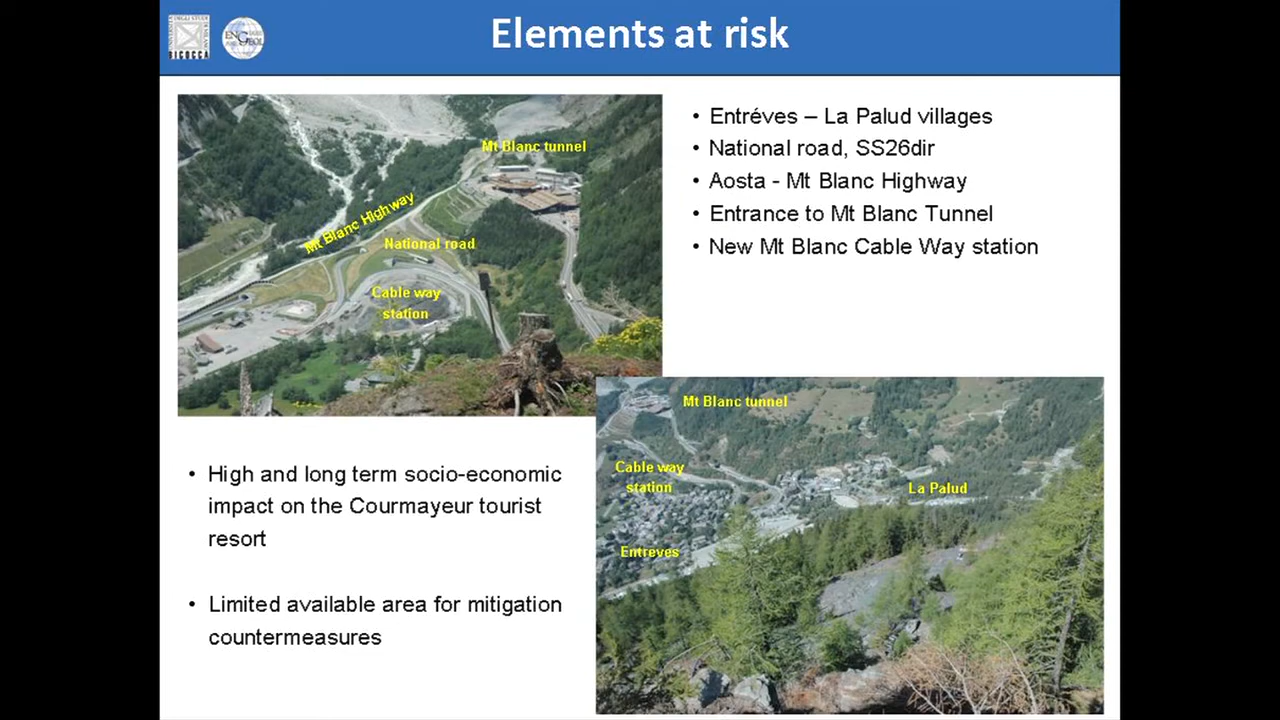 Elements at risk
BICOCCA
Mt Blanc tunnel
Mt Blanc Highway
National road
Cable way
station
• Entréves – La Palud villages
• National road, SS26dir
• Aosta - Mt Blanc Highway
• Entrance to Mt Blanc Tunnel
• New Mt Blanc Cable Way station
Mt Blanc tunnel
Cable way
station
La Palud
Entreves
• High and long term socio-economic
impact on the Courmayeur tourist
resort
• Limited available area for mitigation
countermeasures